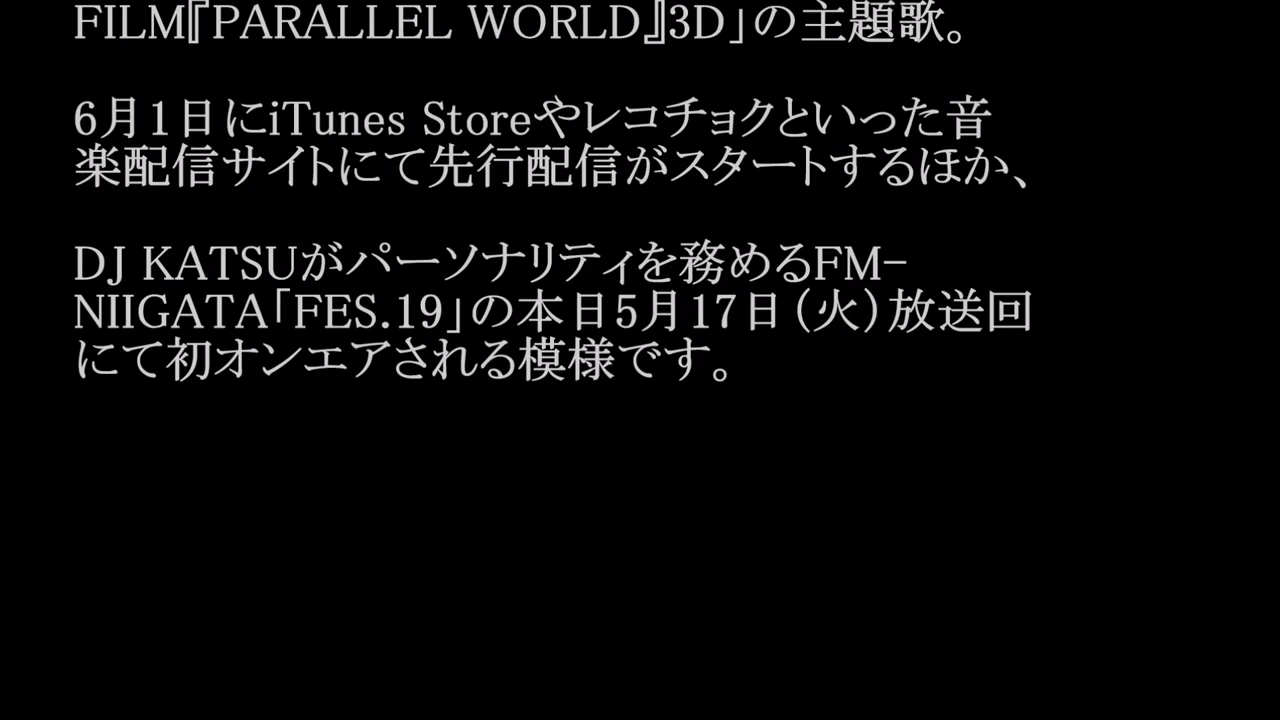 FILM『PARALLEL WORLD』3D」の主題歌。
6月1日にiTunes Storeやレコチョクといった音
楽配信サイトにて先行配信がスタートするほか、
DJ KATSUがパーソナリティを務めるFM-
NIIGATA「FES.19」の本日5月17日（火）放送回
にて初オンエアされる模様です。